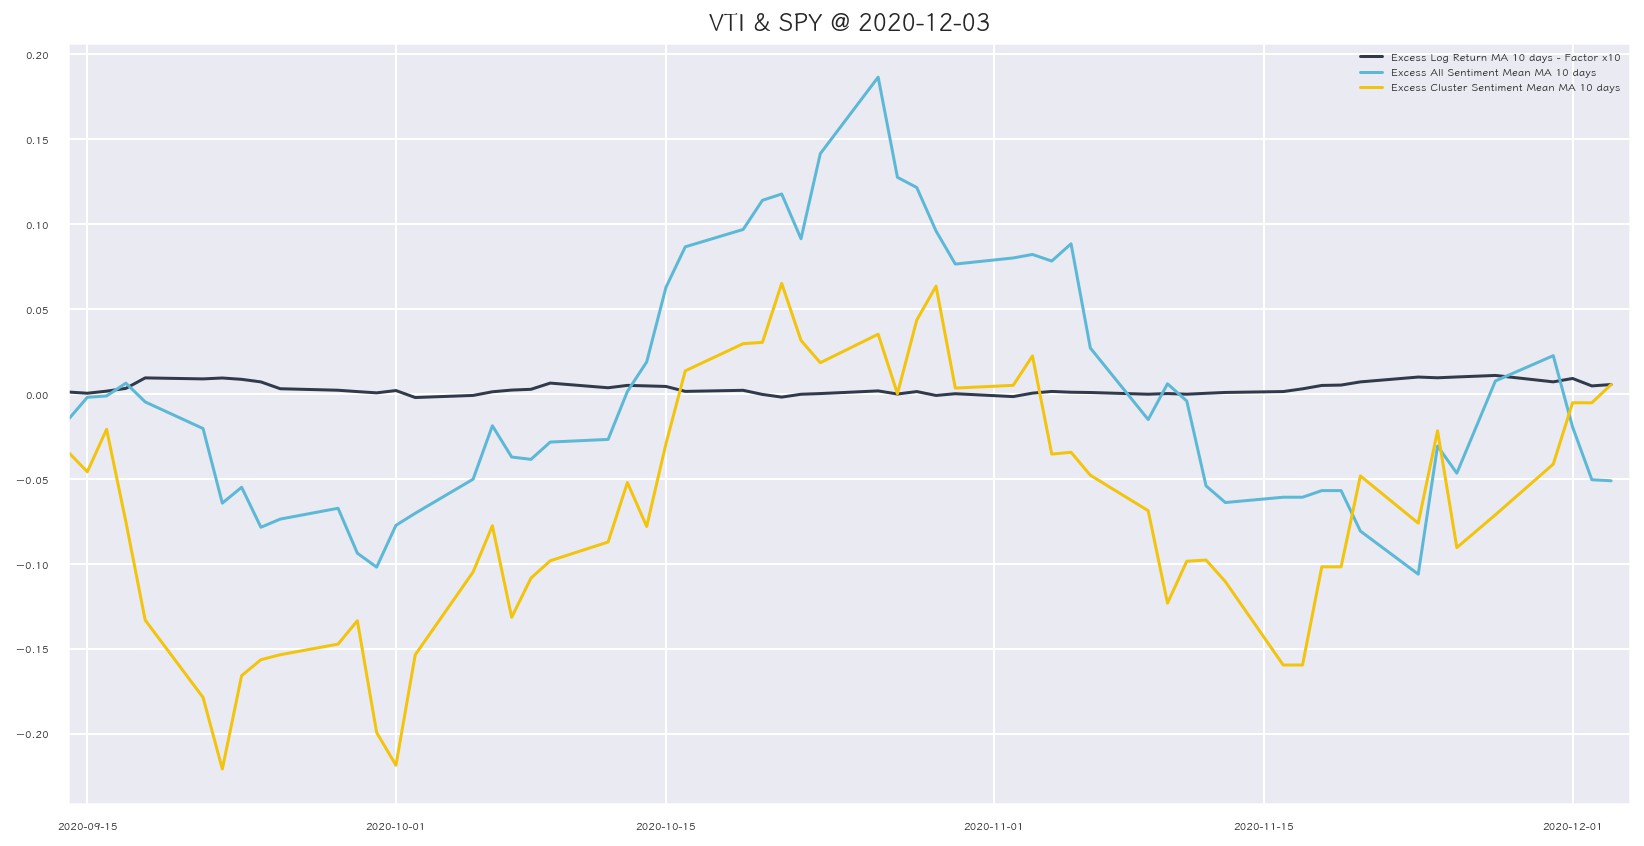 VTI & SPY @ 2020-12-03
Excess Log Return MA 10 days - Factor x10
Excess All Sentiment Mean MA 10 days
Excess Cluster Sentiment Mean MA 10 days
0.20
0.15
0.10
0.05
0.00
−0.05
−0.10
−0.15
−0.20
2020-09-15 2020-10-01 2020-10-15 2020-11-01 2020-11-15 2020-12-01